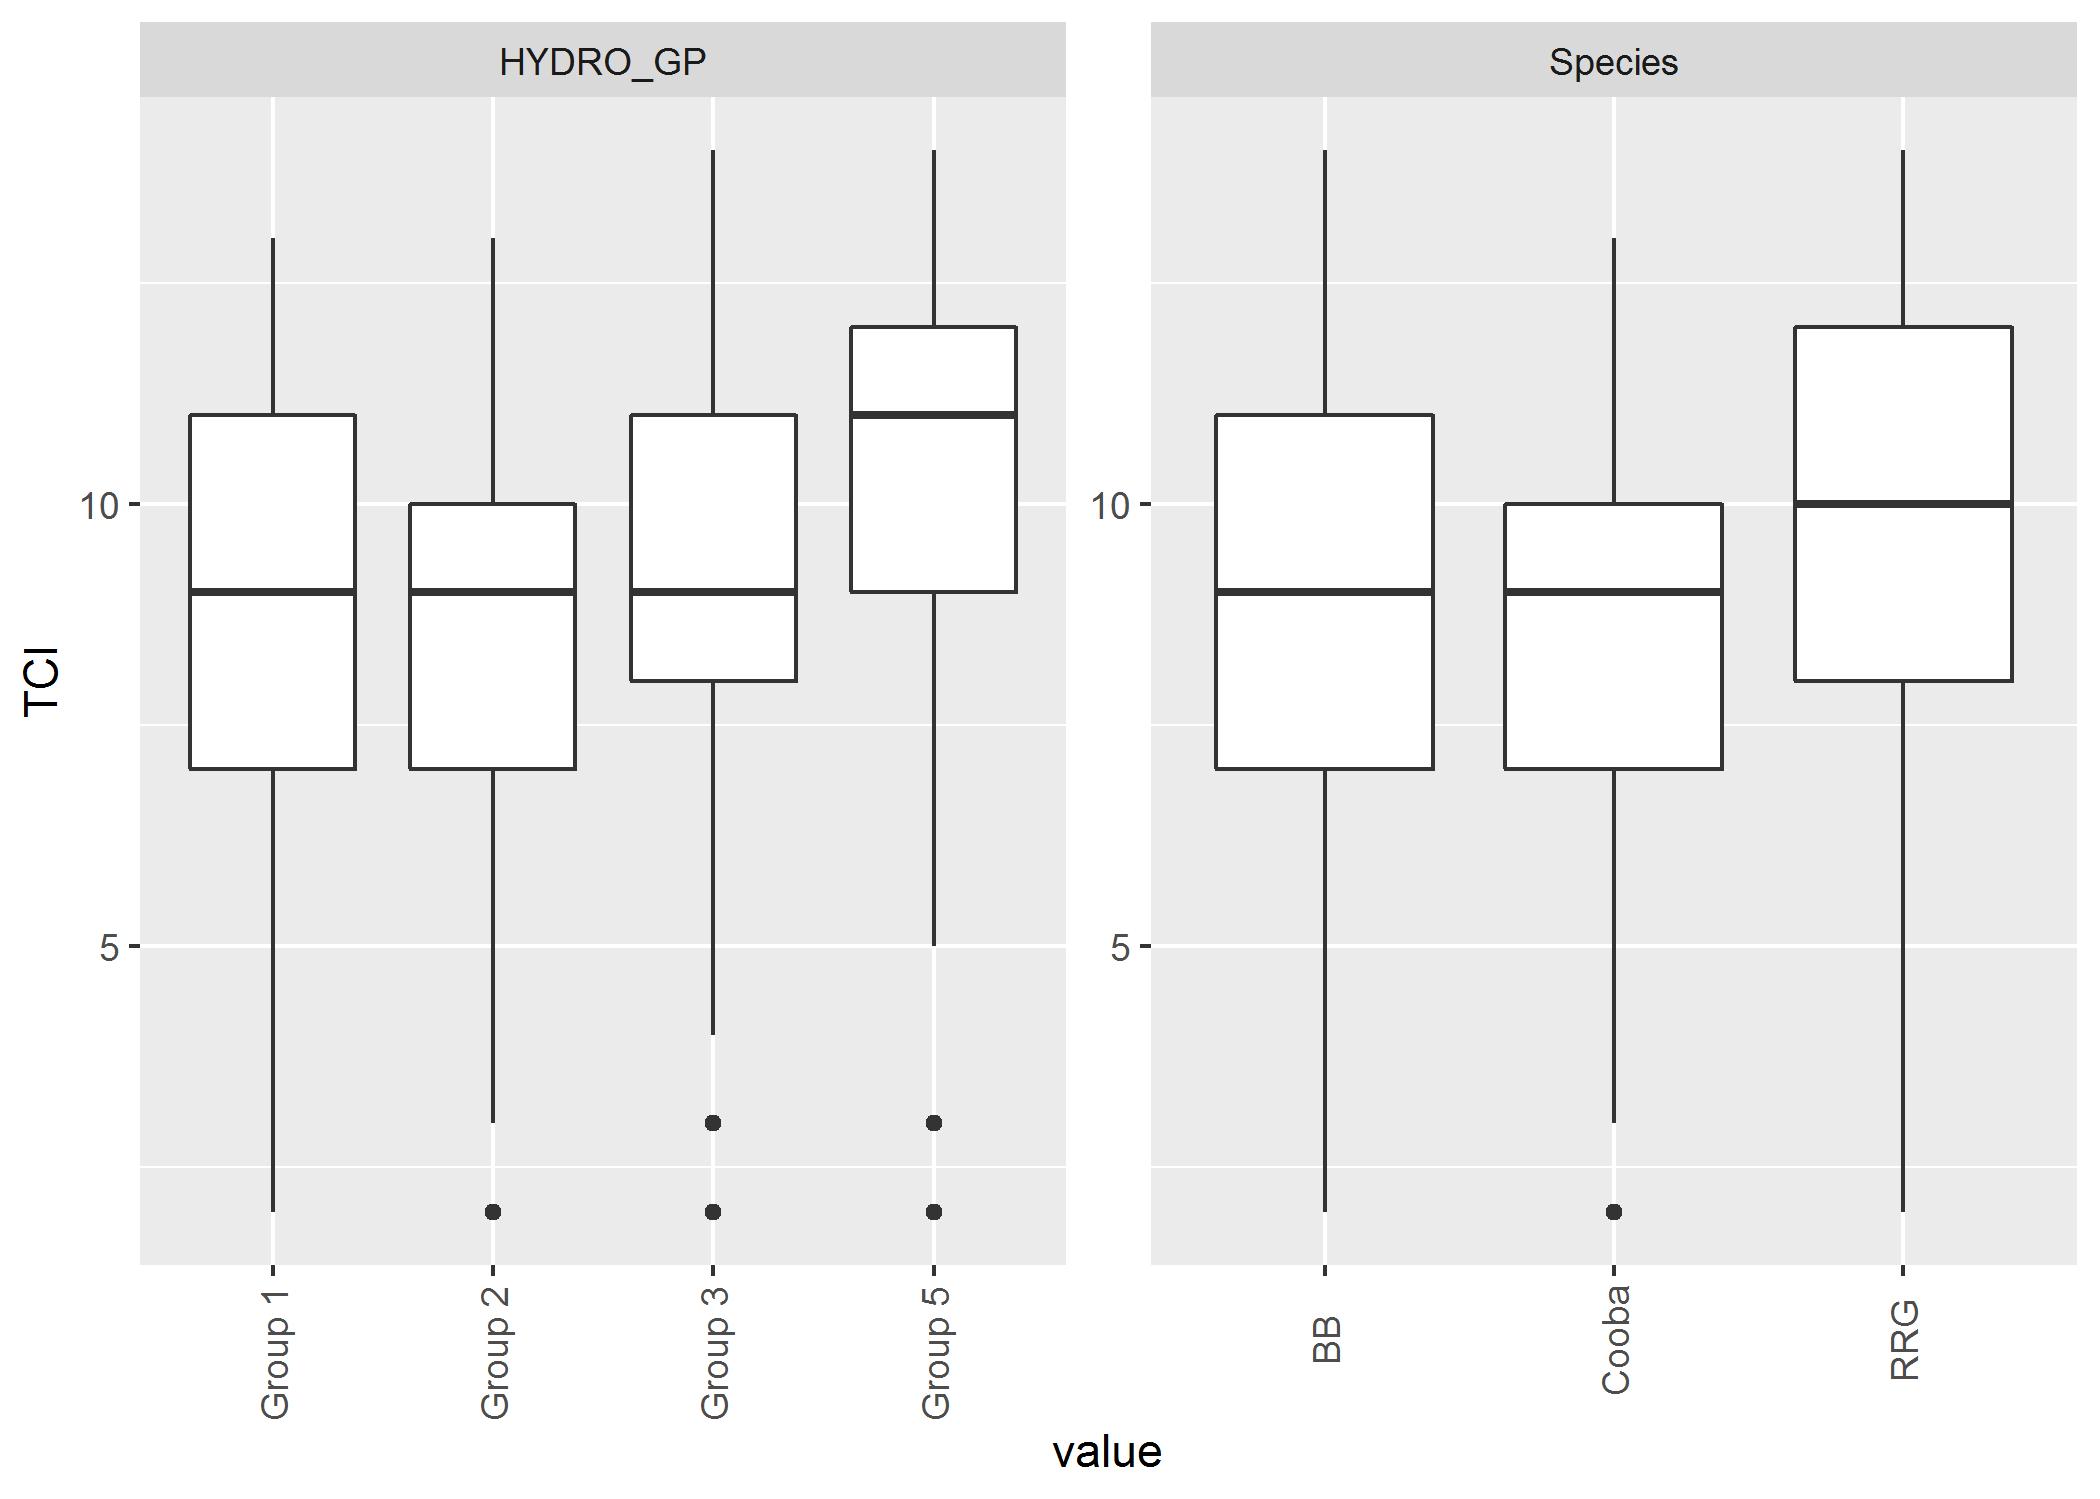 HYDRO_GP
Species
TCI
10
5
10
5
Group 1
Group 2
Group 3
Group 5
BB
Cooba
RRG
value